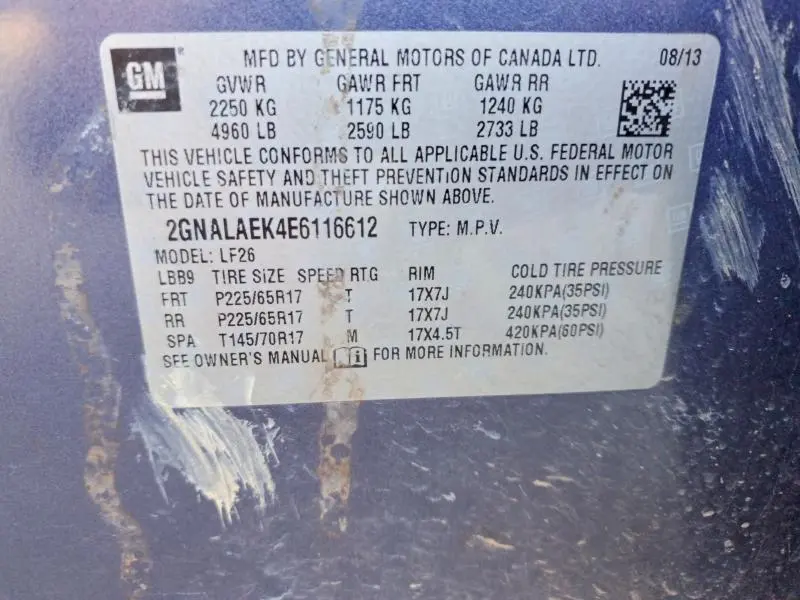 GM
MFD BY GENERAL MOTORS OF CANADA LTD. 08/13
GVWR GAWR FRT GAWR RR
2250 KG 1175 KG 1240 KG
4960 LB 2590 LB 2733 LB
THIS VEHICLE CONFORMS TO ALL APPLICABLE U.S. FEDERAL MOTOR
VEHICLE SAFETY AND THEFT PREVENTION STANDARDS IN EFFECT ON
THE DATE OF MANUFACTURE SHOWN ABOVE.
2GNALAEK4E6116612 TYPE: M.P.V.
MODEL: LF26
LBB9 TIRE SIZE SPEED RTG RIM COLD TIRE PRESSURE
FRT P225/65R17 T 17X7J 240KPA(35PSI)
RR P225/65R17 T 17X7J 240KPA(35PSI)
SPA T145/70R17 M 17X4.5T 420KPA(60PSI)
SEE OWNER'S MANUAL i FOR MORE INFORMATION.